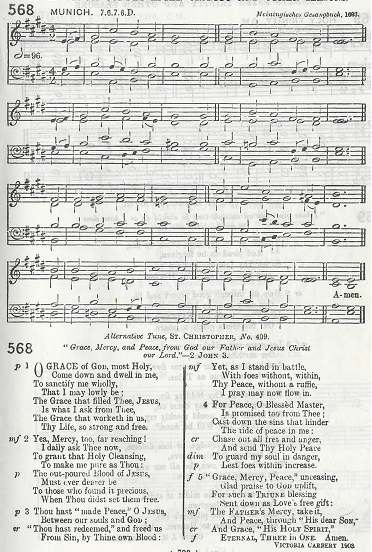 568 MUNICH. 7.6.7.6.D. Meiningisches Gesangbuch, 1693.
=96.
A-men.
Alternative Tune, ST. CHRISTOPHER, No. 409.
568 "Grace, Mercy, and Peace, from God our Father and Jesus Christ
our Lord."—2 JOHN 3.
p 1 O GRACE of God, most Holy,
Come down and dwell in me,
To sanctify me wholly,
That I may lowly be;
The Grace that filled Thee, JESUS,
Is what I ask from Thee,
The Grace that worketh in us,
Thy Life, so strong and free.
mf 2 Yea, Mercy, too, far reaching!
I dim Thee now,
To grant that Holy Cleansing,
To make me pure as Thou:
p The out-poured Blood of JESUS,
Must ever dearer be
To those who found it precious,
When Thou didst set them free.
p 3 Thou hast "made Peace," O JESUS,
Between our souls and God;
cr "Thou hast redeemed," and freed us
From Sin, by Thine own Blood:
mf Yet, as I stand in battle,
With foes without, within,
Thy Peace, without a ruffle,
I pray may now flow in.
4 For Peace, O Blessèd Master,
Is promised too from Thee;
Cast down the sins that hinder
The tide of peace in me:
cr Chase out all fret and anger,
And send Thy Holy Peace
dim To guard my soul in danger,
p Lest foes within increase.
f 5 "Grace, Mercy, Peace," unceasing,
Glad praise to GOD uplift,
For such a TRIUNE blessing
Sent down as Love's free gift:
mf The FATHER'S Mercy, take it,
And Peace, through "His dear SON,"
cr And Grace, "His HOLY SPIRIT,"
f ETERNAL, THREE in ONE. Amen.
VICTORIA CARBERY 1903.